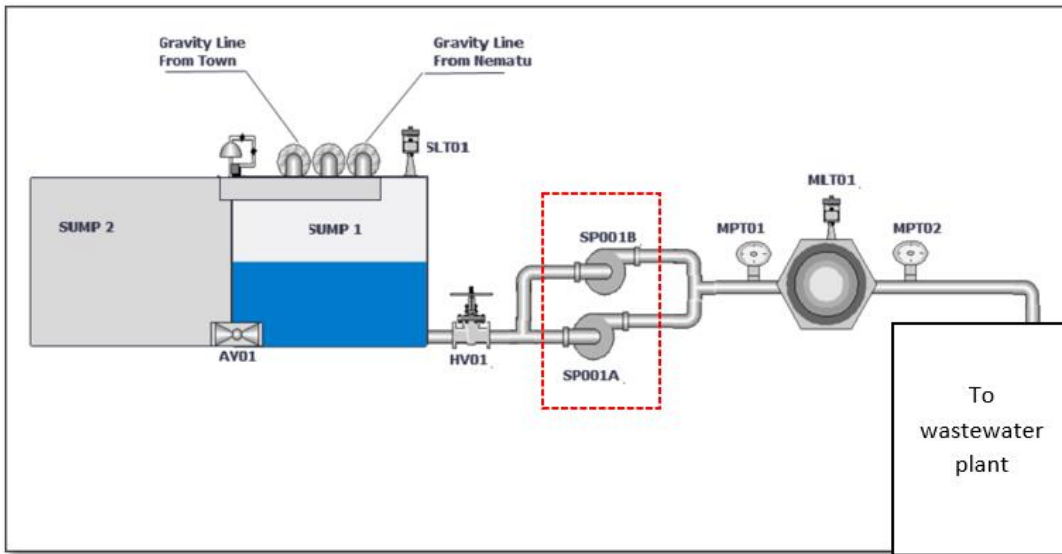 Gravity Line
From Town
Gravity Line
From Nematu
SLT01
SUMP 2
SUMP 1
AV01
HV01
SP001B
SP001A
MPT01
MLT01
MPT02
To
wastewater
plant